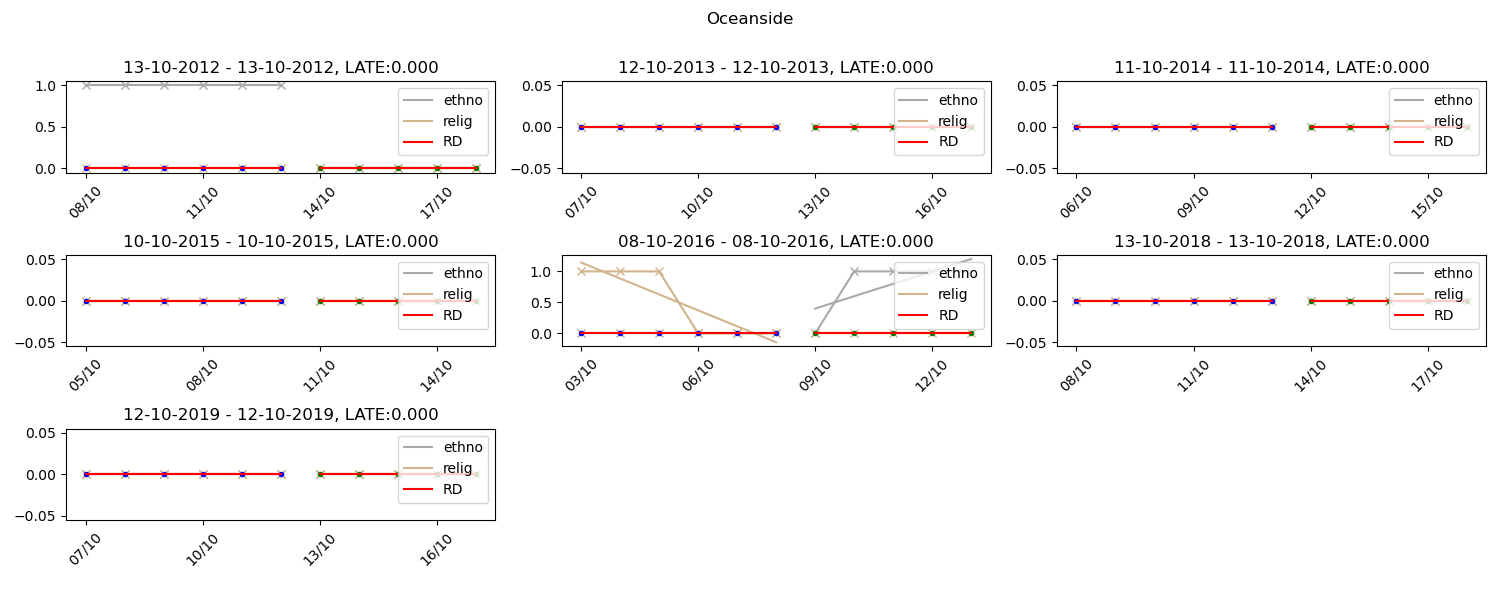 Oceanside
13-10-2012 - 13-10-2012, LATE:0.000
1.0
0.5
0.0
ethno
relig
RD
08/10
11/10
14/10
17/10
12-10-2013 - 12-10-2013, LATE:0.000
0.05
0.00
−0.05
ethno
relig
RD
07/10
10/10
13/10
16/10
11-10-2014 - 11-10-2014, LATE:0.000
0.05
0.00
−0.05
ethno
relig
RD
06/10
09/10
12/10
15/10
10-10-2015 - 10-10-2015, LATE:0.000
0.05
0.00
−0.05
ethno
relig
RD
05/10
08/10
11/10
14/10
08-10-2016 - 08-10-2016, LATE:0.000
1.0
0.5
0.0
ethno
relig
RD
03/10
06/10
09/10
12/10
13-10-2018 - 13-10-2018, LATE:0.000
0.05
0.00
−0.05
ethno
relig
RD
08/10
11/10
14/10
17/10
12-10-2019 - 12-10-2019, LATE:0.000
0.05
0.00
−0.05
ethno
relig
RD
07/10
10/10
13/10
16/10